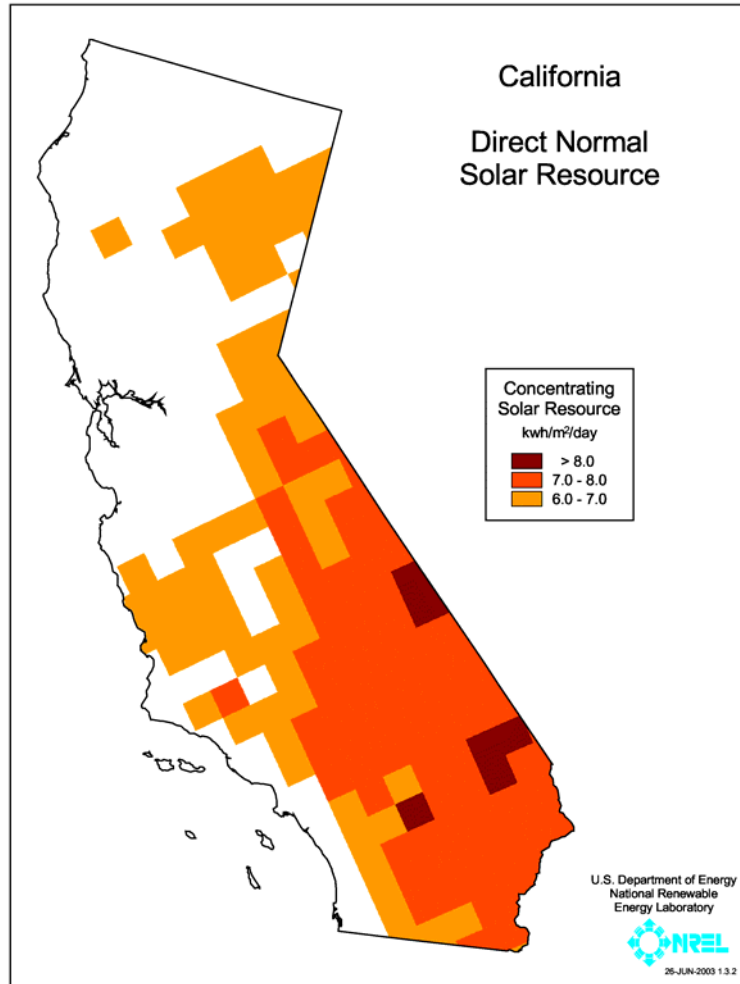 California
Direct Normal
Solar Resource
Concentrating
Solar Resource
kwh/m²/day
> 8.0
7.0 - 8.0
6.0 - 7.0
U.S. Department of Energy
National Renewable
Energy Laboratory
NREL
26-JUN-2003 1.3.2